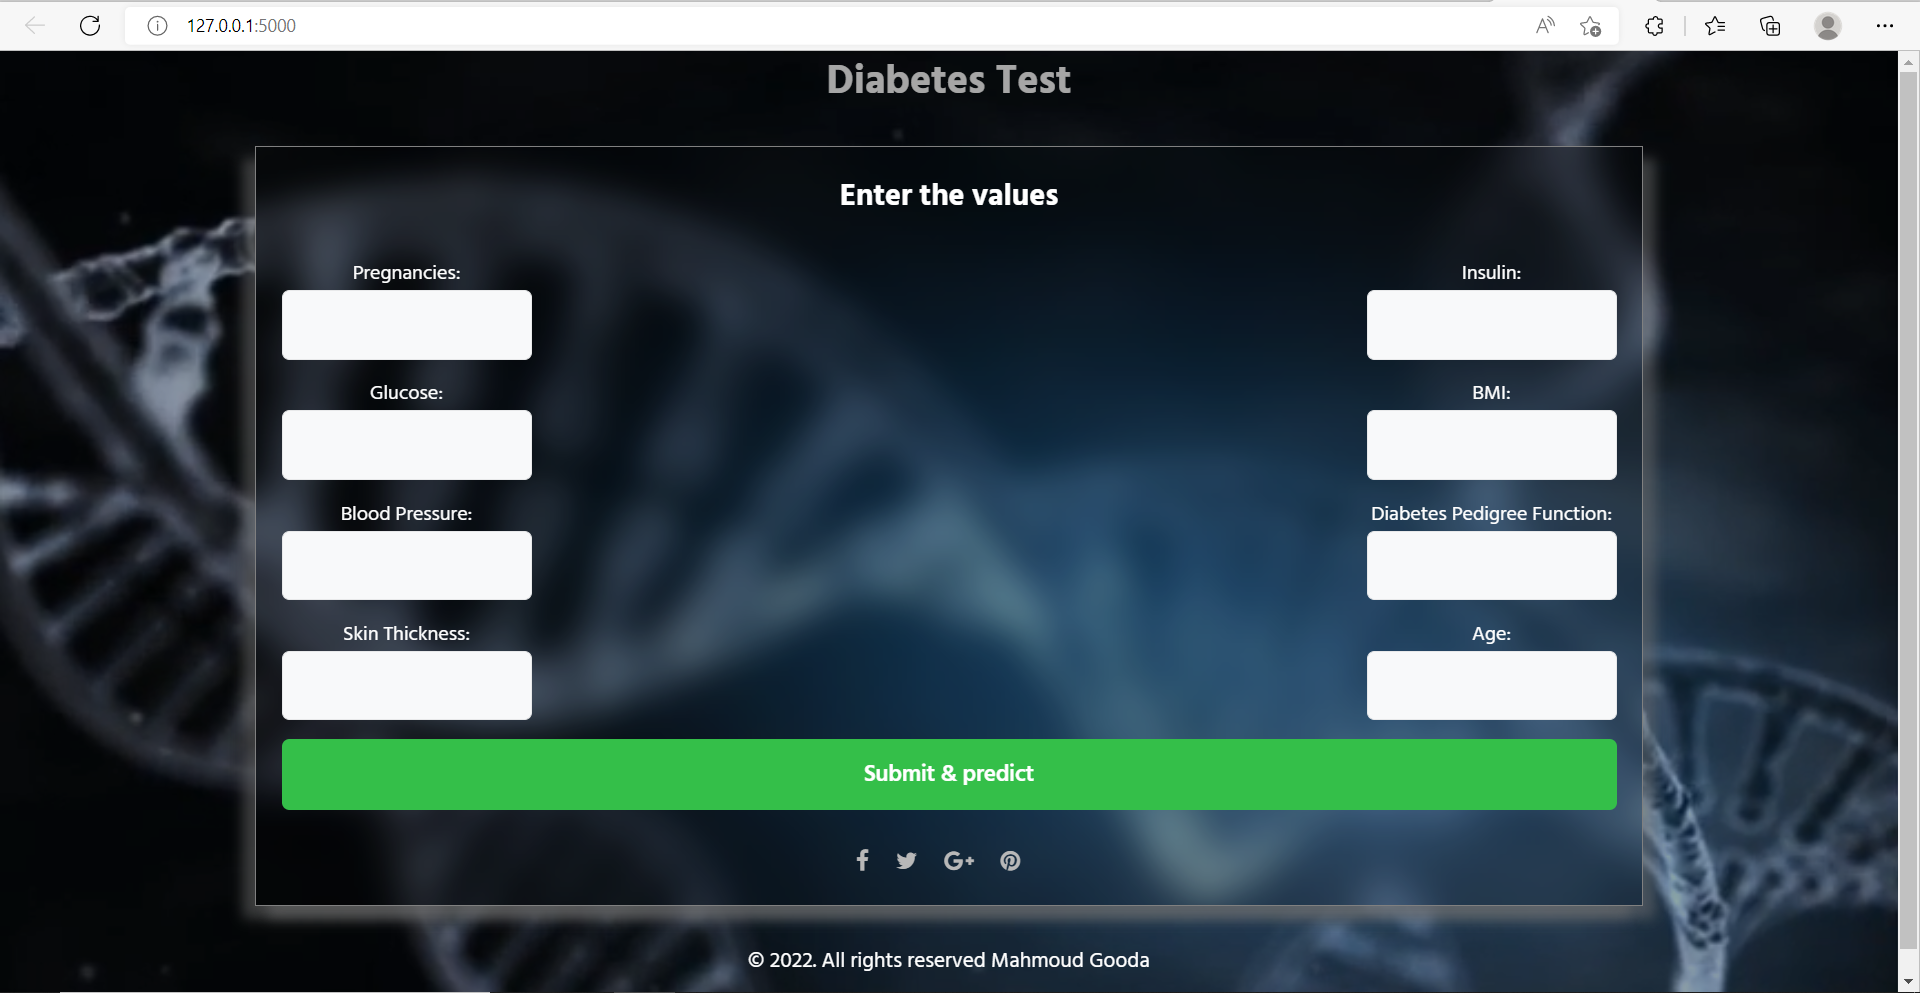 127.0.0.1:5000
Diabetes Test
Enter the values
Pregnancies:
Insulin:
Glucose:
BMI:
Blood Pressure:
Diabetes Pedigree Function:
Skin Thickness:
Age:
Submit & predict
© 2022. All rights reserved Mahmoud Gooda